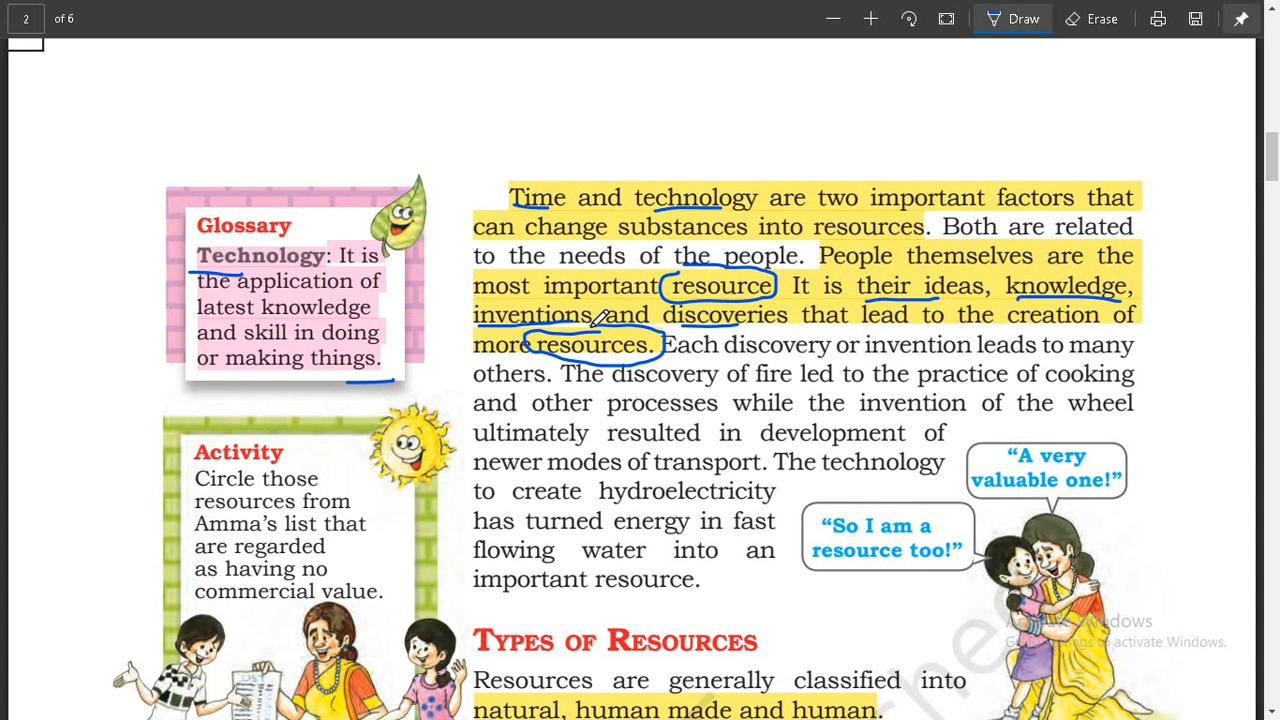 2 of 6
Draw
Erase
Glossary
Technology: It is
the application of
latest knowledge
and skill in doing
or making things.
Activity
Circle those
resources from
Amma's list that
are regarded
as having no
commercial value.
LIST
Time and technology are two important factors that
can change substances into resources. Both are related
to the needs of the people. People themselves are the
most important resource It is their ideas, knowledge,
inventions and discoveries that lead to the creation of
more resources. Each discovery or invention leads to many
others. The discovery of fire led to the practice of cooking
and other processes while the invention of the wheel
ultimately resulted in development of
newer modes of transport. The technology
to create hydroelectricity
has turned energy in fast
flowing water into an
important resource.
"A very
valuable one!"
"So I am a
resource too!"
TYPES OF RESOURCES
Resources are generally classified into
natural, human made and human.
to activate Windows.